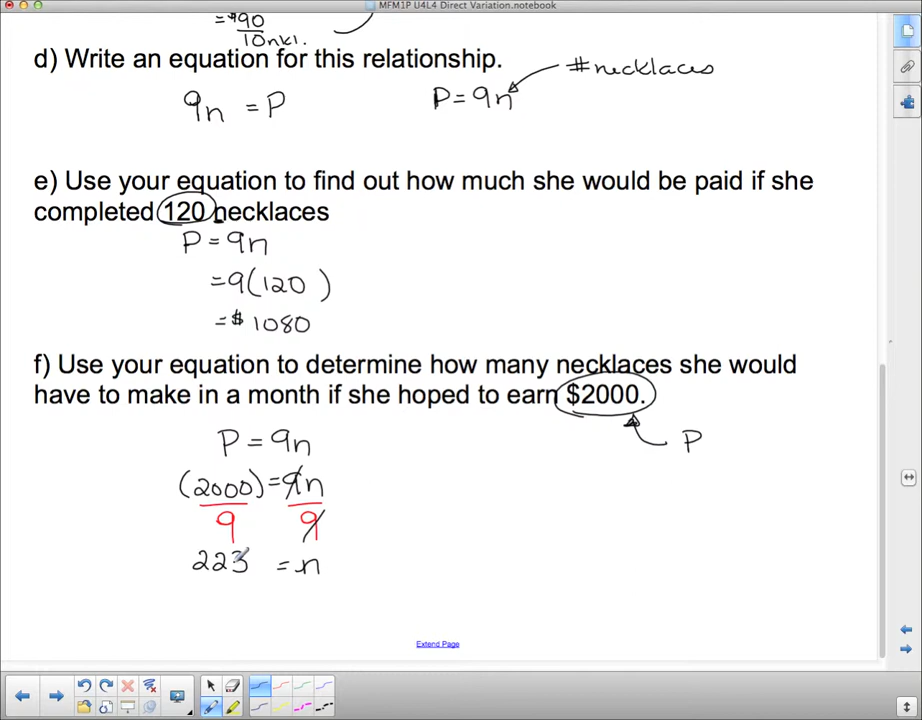 MFM1P U4L4 Direct Variation.notebook
= $90
10nkl.
d) Write an equation for this relationship.
#necklaces
9n = P
P = 9n
e) Use your equation to find out how much she would be paid if she
completed 120 necklaces
P = 9n
=9(120 )
=$ 1080
f) Use your equation to determine how many necklaces she would
have to make in a month if she hoped to earn $2000.
P
P = 9n
(2000) = 9n
9 9
223 = n
Extend Page